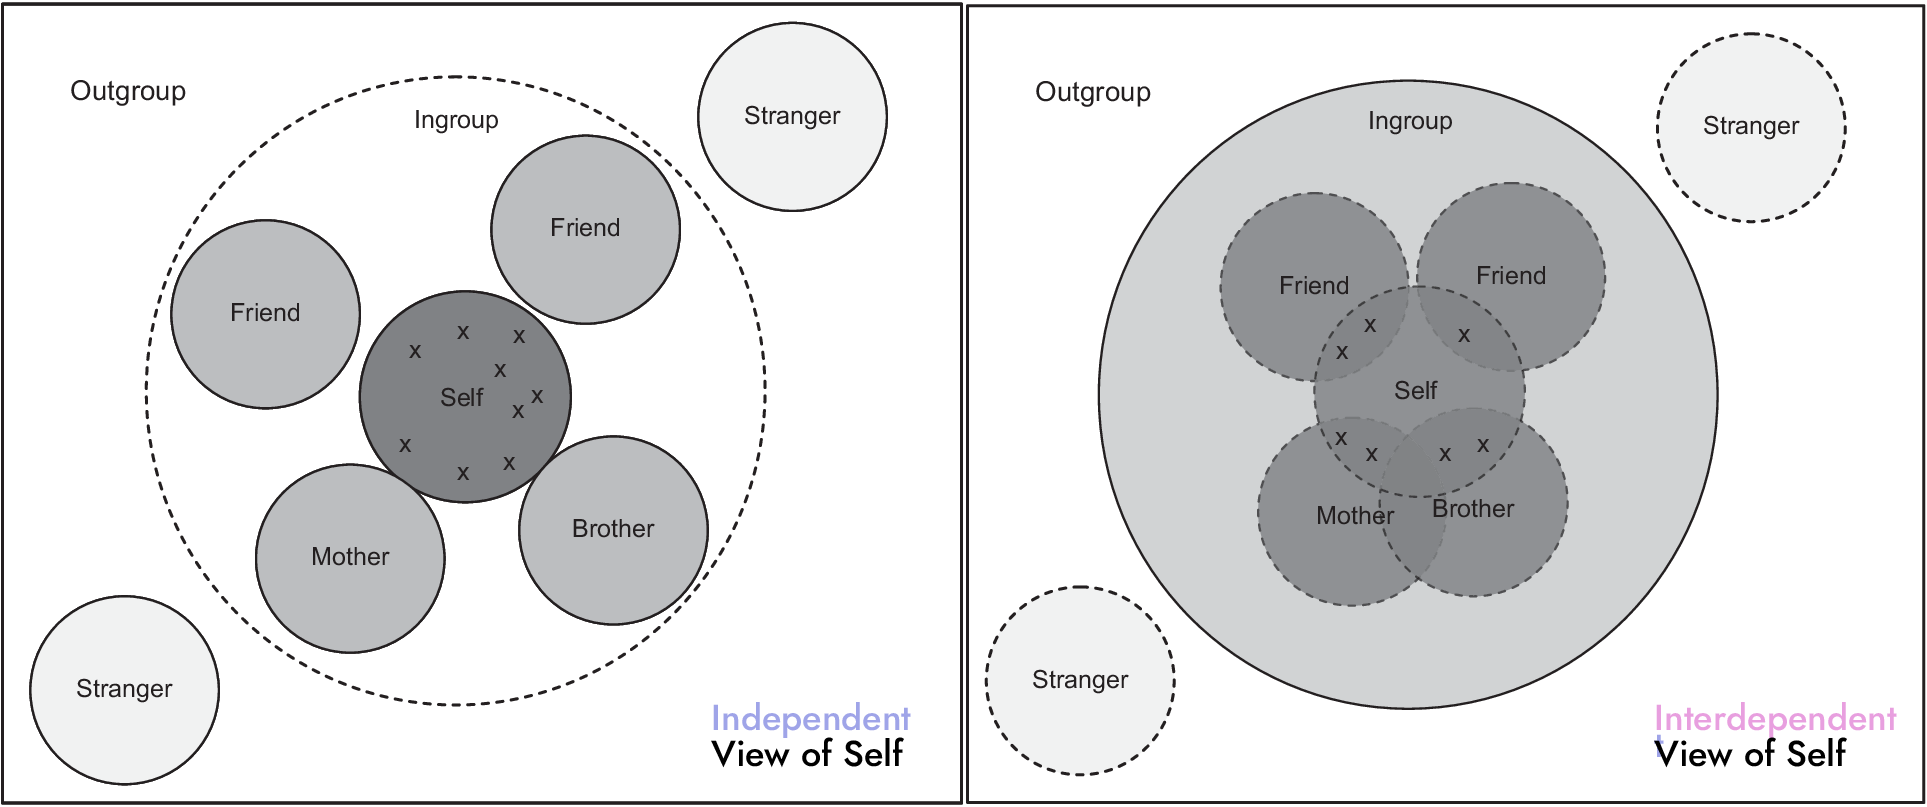 Outgroup
Ingroup
Stranger
Friend
Friend
x x
x
x
Self
x
x
x
x
x
Brother
Mother
Stranger
Independent
View of Self
Outgroup
Ingroup
Stranger
Friend
Friend
x
x
x
Self
x
x
x
x
Brother
Mother
Stranger
Interdependent
View of Self